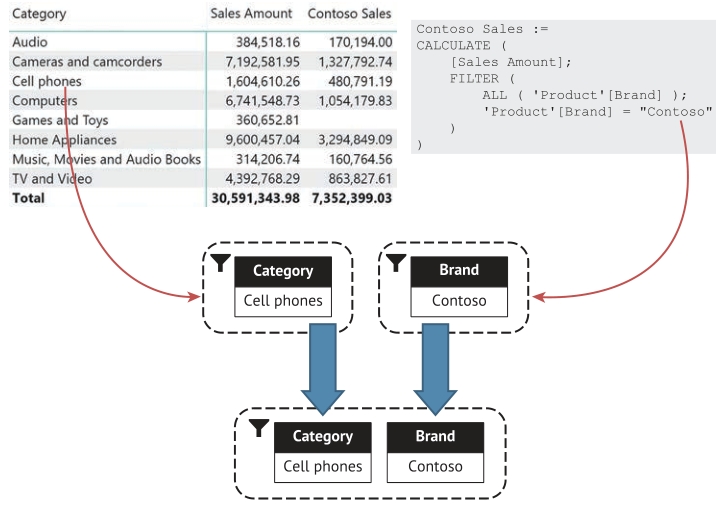 Category Sales Amount Contoso Sales
Audio 384,518.16 170,194.00
Cameras and camcorders 7,192,581.95 1,327,792.74
Cell phones 1,604,610.26 480,791.19
Computers 6,741,548.73 1,054,179.83
Games and Toys 360,652.81
Home Appliances 9,600,457.04 3,294,849.09
Music, Movies and Audio Books 314,206.74 160,764.56
TV and Video 4,392,768.29 863,827.61
Total 30,591,343.98 7,352,399.03
Contoso Sales :=
CALCULATE (
[Sales Amount];
FILTER (
ALL ( 'Product'[Brand] );
'Product'[Brand] = "Contoso"
)
)
Category
Cell phones
Brand
Contoso
Category
Cell phones
Brand
Contoso